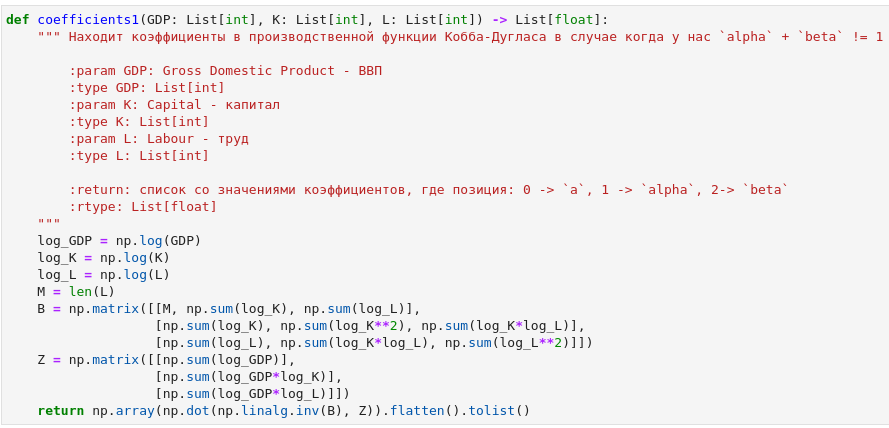 def coefficients1(GDP: List[int], K: List[int], L: List[int]) -> List[float]:
    """ Находит коэффициенты в производственной функции Кобба-Дугласа в случае когда у нас `alpha` + `beta` != 1
        :param GDP: Gross Domestic Product - ВВП
        :type GDP: List[int]
        :param K: Capital - капитал
        :type K: List[int]
        :param L: Labour - труд
        :type L: List[int]
        :return: список со значениями коэффициентов, где позиция: 0 -> `a`, 1 -> `alpha`, 2-> `beta`
        :rtype: List[float]
    """
    log_GDP = np.log(GDP)
    log_K = np.log(K)
    log_L = np.log(L)
    M = len(L)
    B = np.matrix([[M, np.sum(log_K), np.sum(log_L)],
                   [np.sum(log_K), np.sum(log_K**2), np.sum(log_K*log_L)],
                   [np.sum(log_L), np.sum(log_K*log_L), np.sum(log_L**2)]])
    Z = np.matrix([[np.sum(log_GDP)],
                   [np.sum(log_GDP*log_K)],
                   [np.sum(log_GDP*log_L)]])
    return np.array(np.dot(np.linalg.inv(B), Z)).flatten().tolist()